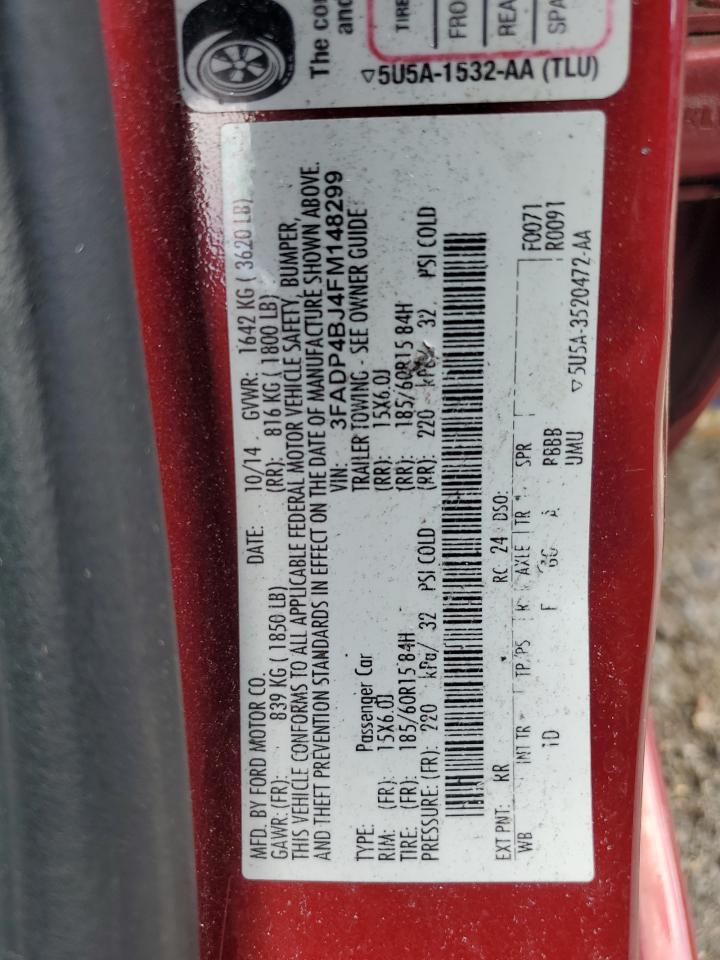 The co
and
TIRE
FRO
REA
SPA
▽5U5A-1532-AA (TLU)
MFD. BY FORD MOTOR CO. DATE: 10/14 GVWR: 1642 KG ( 3620 LB)
GAWR: (FR): 839 KG ( 1850 LB) (RR): 816 KG ( 1800 LB)
THIS VEHICLE CONFORMS TO ALL APPLICABLE FEDERAL MOTOR VEHICLE SAFETY, BUMPER,
AND THEFT PREVENTION STANDARDS IN EFFECT ON THE DATE OF MANUFACTURE SHOWN ABOVE.
VIN: 3FADP4BJ4FM148299
TYPE: Passenger Car TRAILER TOWING - SEE OWNER GUIDE
RIM: (FR): 15X6.0J (RR): 15X6.0J
TIRE: (FR): 185/60R15 84H (RR): 185/60R15 84H
PRESSURE: (FR): 220 kPa/ 32 PSI COLD (RR): 220 kPa/ 32 PSI COLD
EXT PNT: RR RC 24 DSO: F0071
WB INT TR TP/PS R AXLE TR SPR R0091
ID F 6G A BBBB
UMU
▽5U5A-3520472-AA